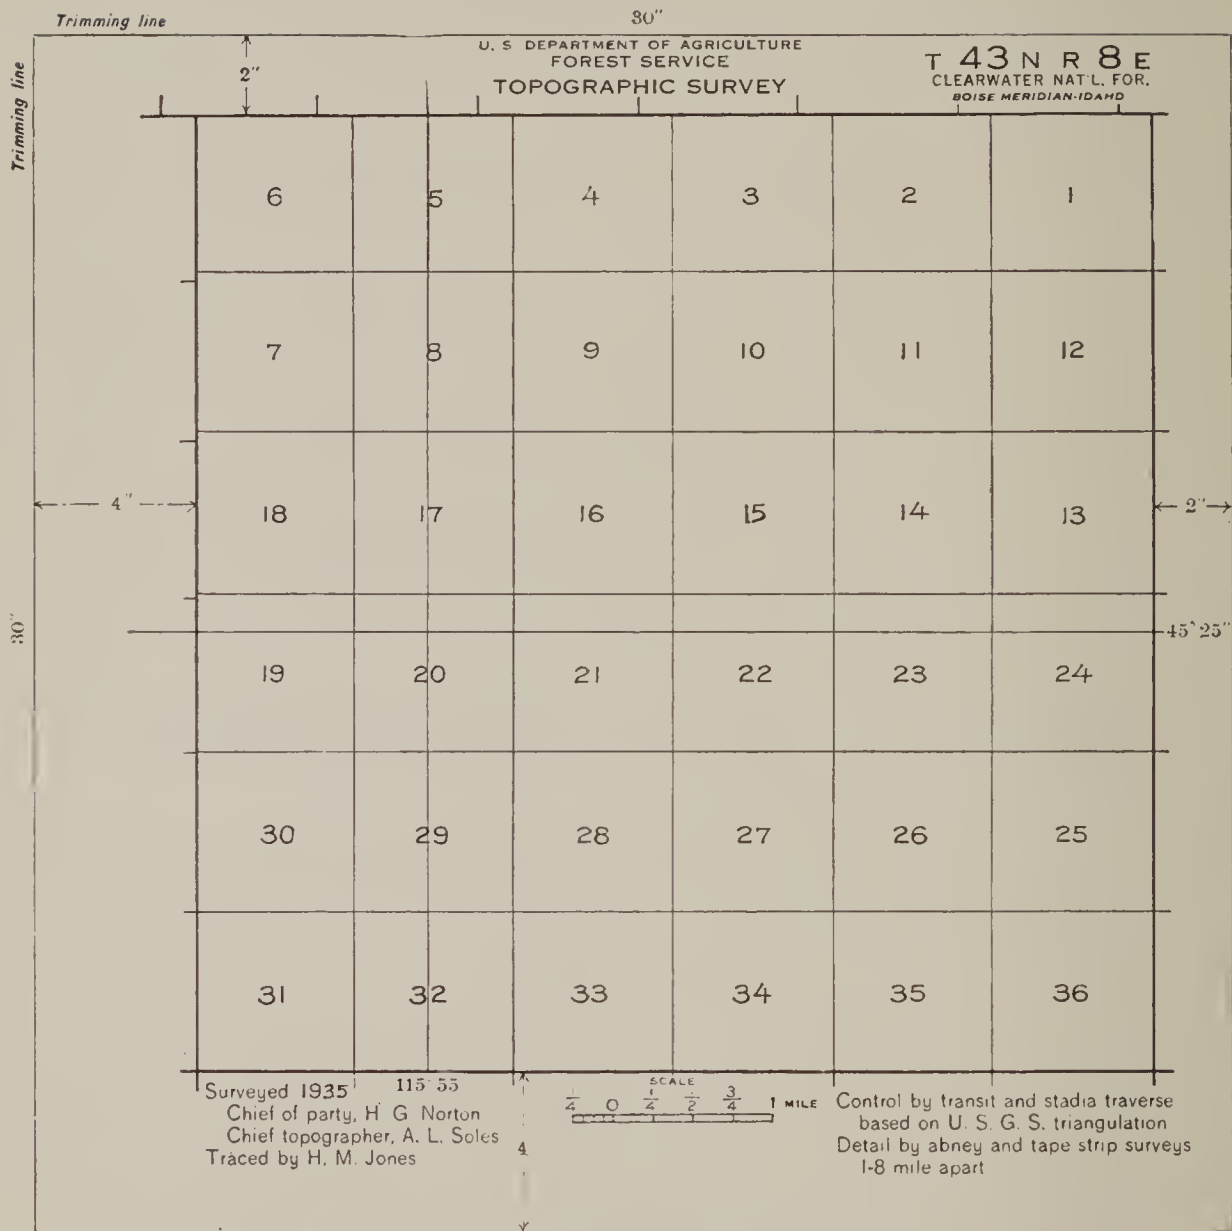 Trimming line
30"
Trimming line
2"
U. S DEPARTMENT OF AGRICULTURE
FOREST SERVICE
TOPOGRAPHIC SURVEY
T 43 N R 8 E
CLEARWATER NAT'L. FOR.
BOISE MERIDIAN-IDAHO
6 5 4 3 2 1
7 8 9 10 11 12
4" 18 17 16 15 14 13 2"
30"
45° 25"
19 20 21 22 23 24
30 29 28 27 26 25
31 32 33 34 35 36
115° 55
Surveyed 1935
Chief of party, H G Norton
Chief topographer, A. L. Soles
Traced by H. M. Jones
4
SCALE
1/4 0 1/4 1/2 3/4 1 MILE
Control by transit and stadia traverse
based on U. S. G. S. triangulation
Detail by abney and tape strip surveys
1-8 mile apart